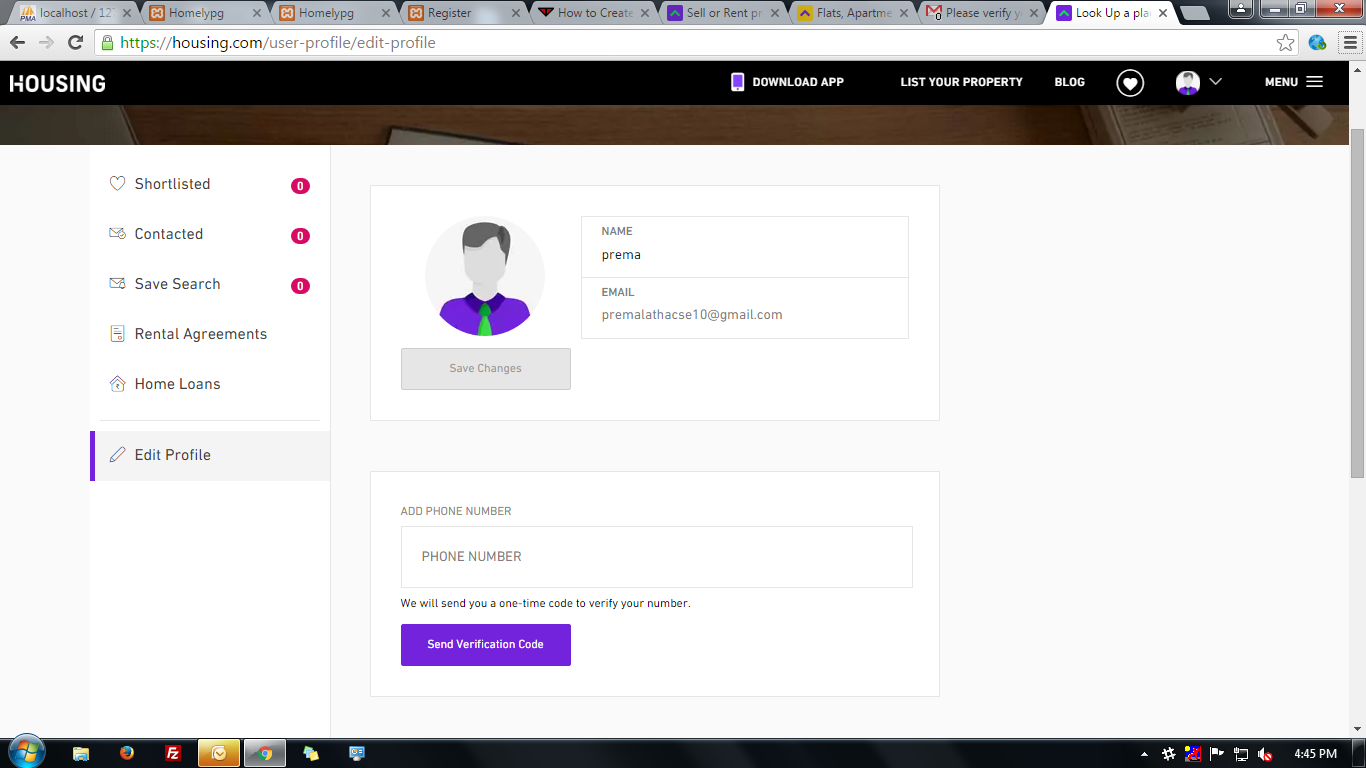 localhost / 127
Homelypg
Homelypg
Register
How to Create
Sell or Rent pr
Flats, Apartme
Please verify y
Look Up a pla
https://housing.com/user-profile/edit-profile
HOUSING
DOWNLOAD APP
LIST YOUR PROPERTY
BLOG
MENU
Shortlisted 0
Contacted 0
Save Search 0
Rental Agreements
Home Loans
Edit Profile
NAME
prema
EMAIL
premalathacse10@gmail.com
Save Changes
ADD PHONE NUMBER
PHONE NUMBER
We will send you a one-time code to verify your number.
Send Verification Code
4:45 PM